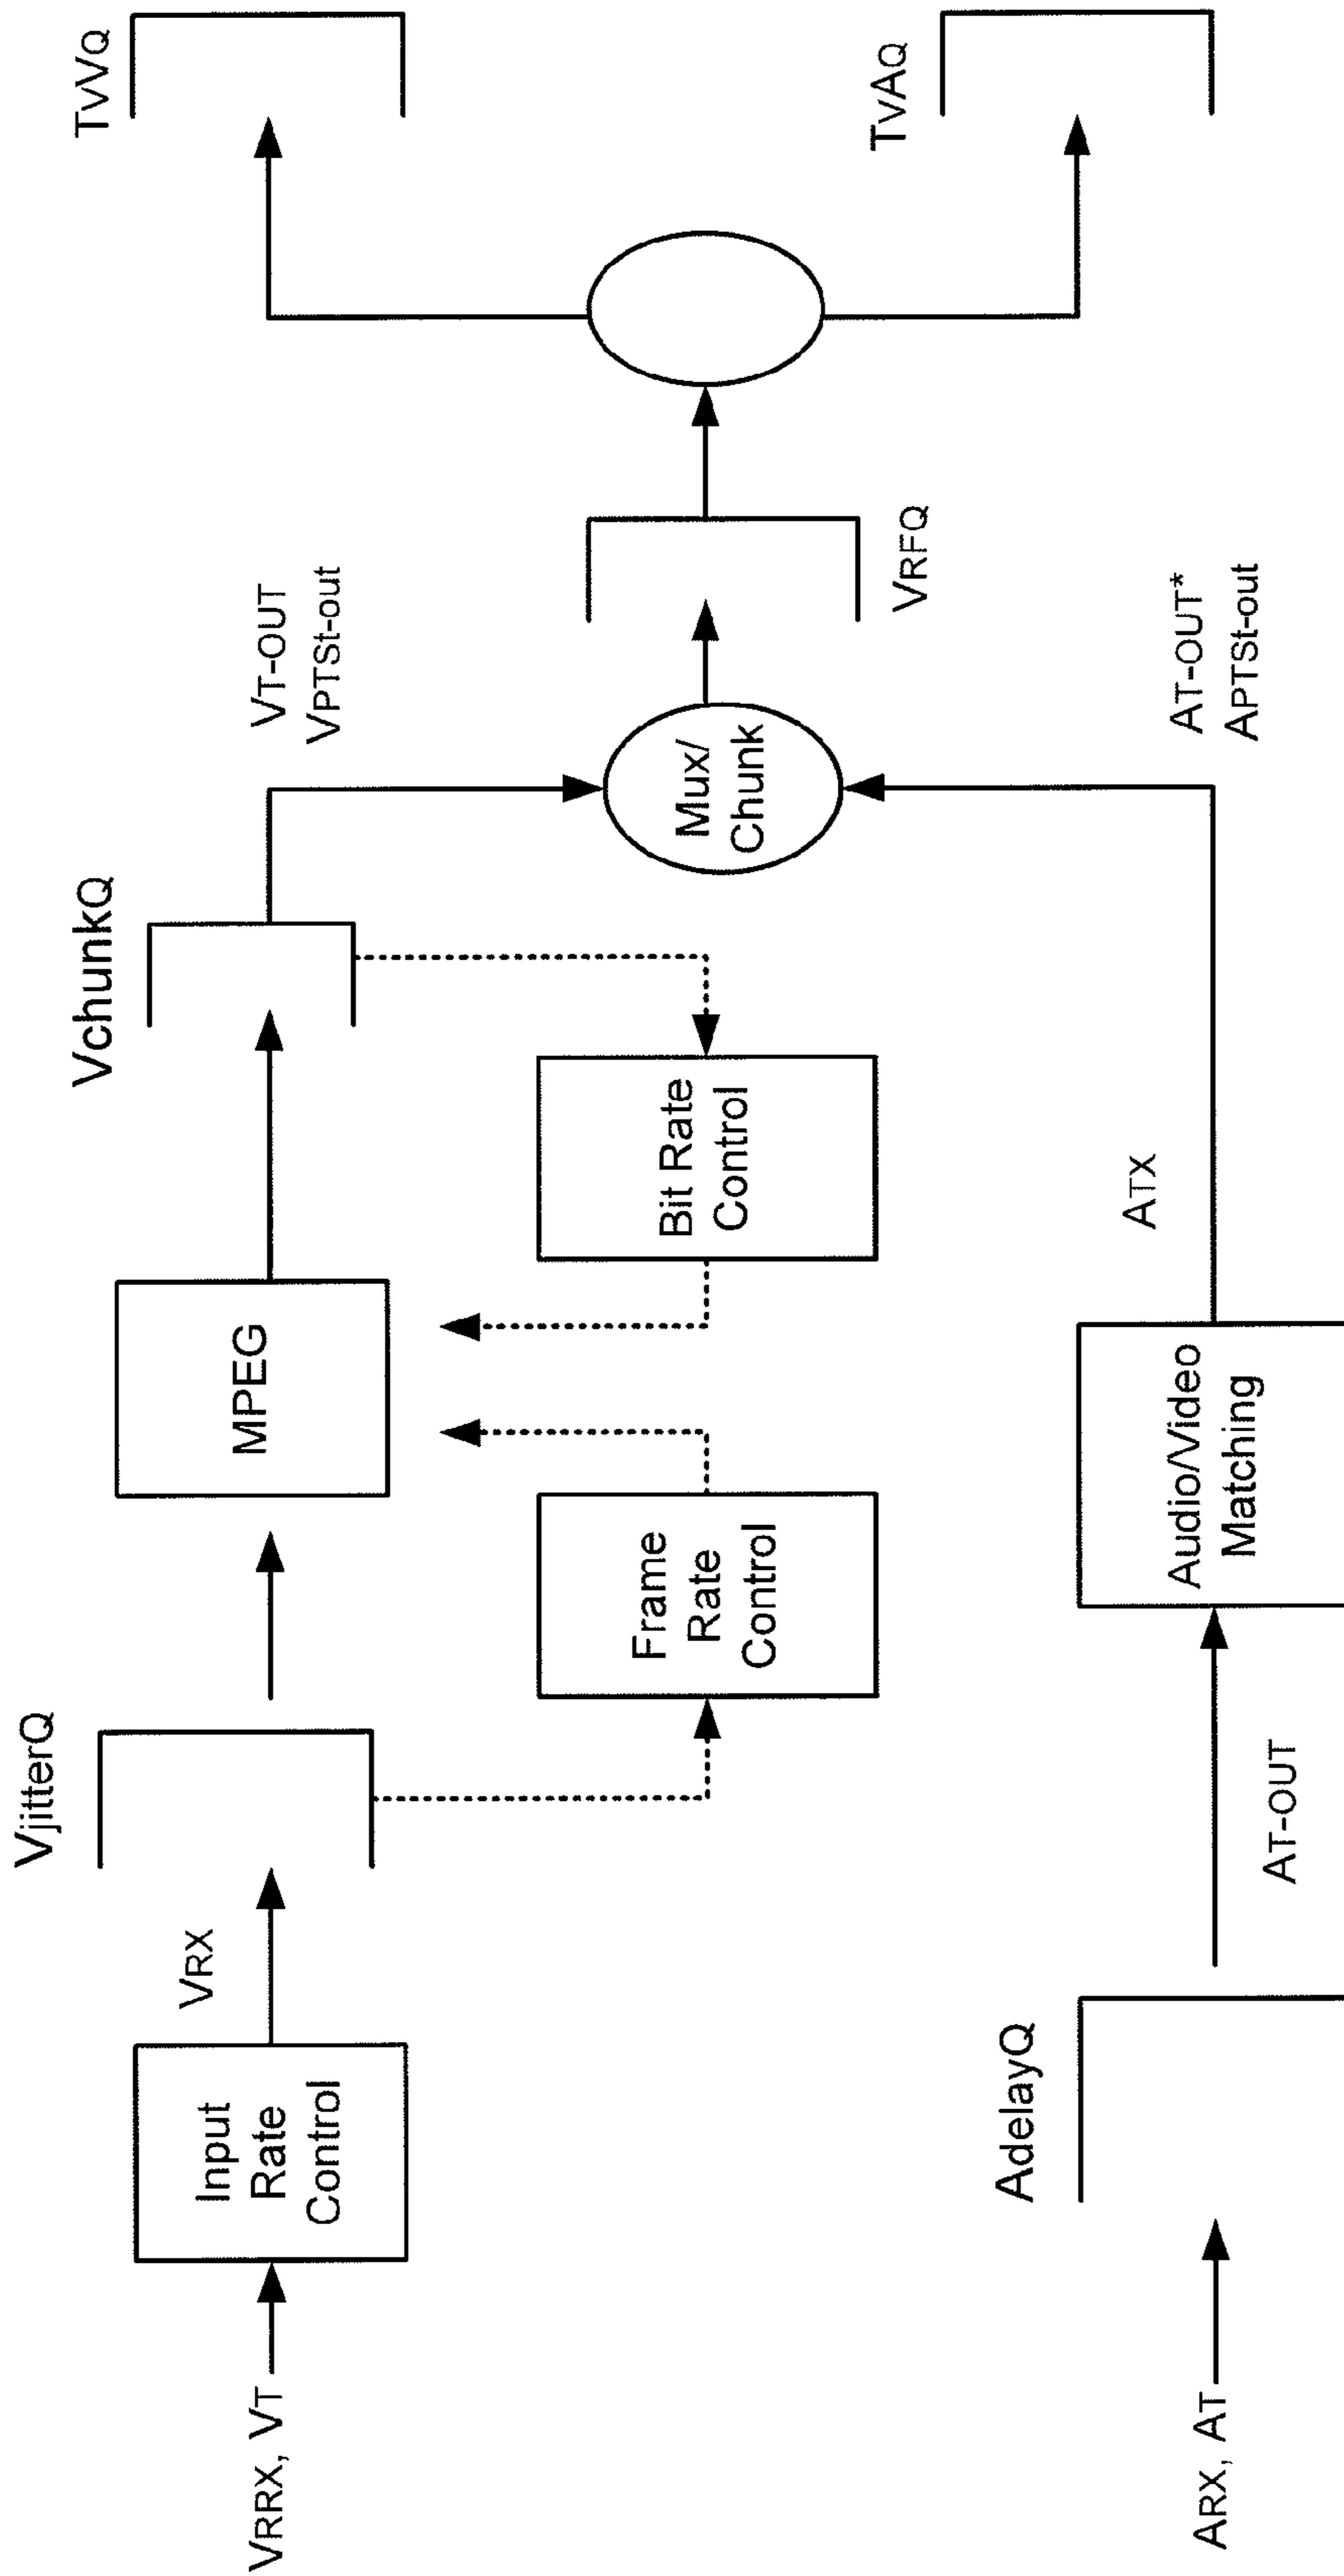 VRRX, VT
Input
Rate
Control
VRX
VjitterQ
MPEG
VchunkQ
VT-OUT
VPTSt-out
TVVQ
Frame
Rate
Control
Bit Rate
Control
Mux/
Chunk
VRFQ
ARX, AT
AdelayQ
AT-OUT
Audio/Video
Matching
ATX
AT-OUT*
APTSt-out
TVAQ